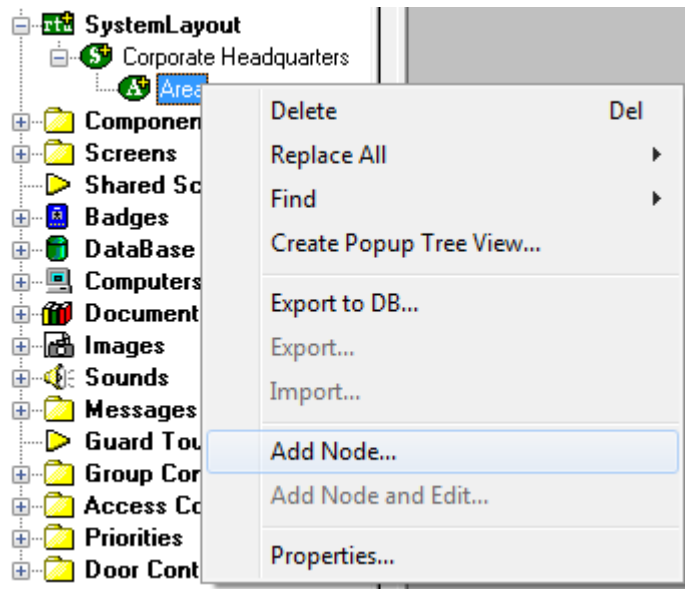 rtu SystemLayout
S Corporate Headquarters
A Area
Componen
Screens
Shared Sc
Badges
DataBase
Computers
Document
Images
Sounds
Messages
Guard Tou
Group Cor
Access Co
Priorities
Door Cont
Delete Del
Replace All
Find
Create Popup Tree View...
Export to DB...
Export...
Import...
Add Node...
Add Node and Edit...
Properties...